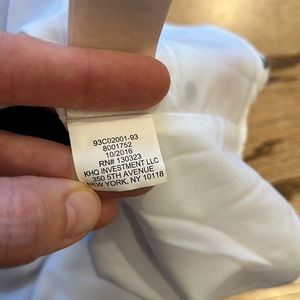 93C02001-93
8001752
10/2016
RN# 130323
KHQ INVESTMENT LLC
350 5TH AVENUE
NEW YORK, NY 10118